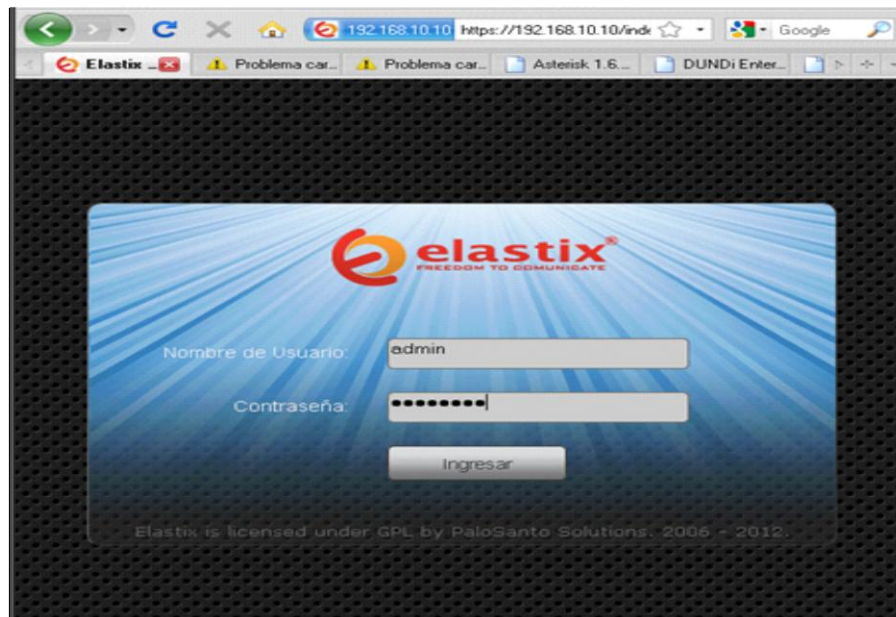 192.168.10.10 https://192.168.10.10/inde Google
Elastix - Problema car... Problema car... Asterisk 1.6.... DUNDi Enter...
elastix®
FREEDOM TO COMUNICATE
Nombre de Usuario: admin
Contraseña: ••••••••
Ingresar
Elastix is licensed under GPL by PaloSanto Solutions. 2006 - 2012.